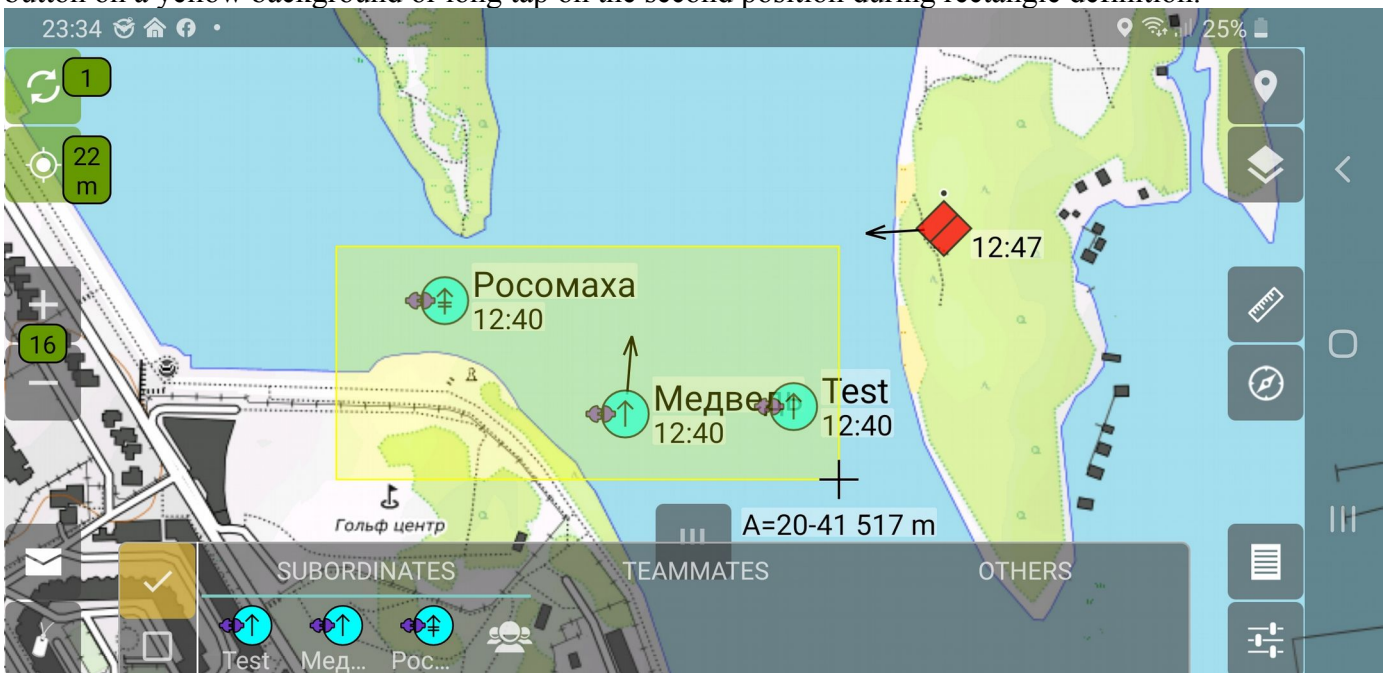 button on a yellow background or long tap on the second position during rectangle definition.
23:34
25%
1
22
m
12:47
Росомаха
12:40
16
Медведь
12:40
Test
12:40
Гольф центр
A=20-41 517 m
SUBORDINATES
TEAMMATES
OTHERS
Test
Мед...
Рос...